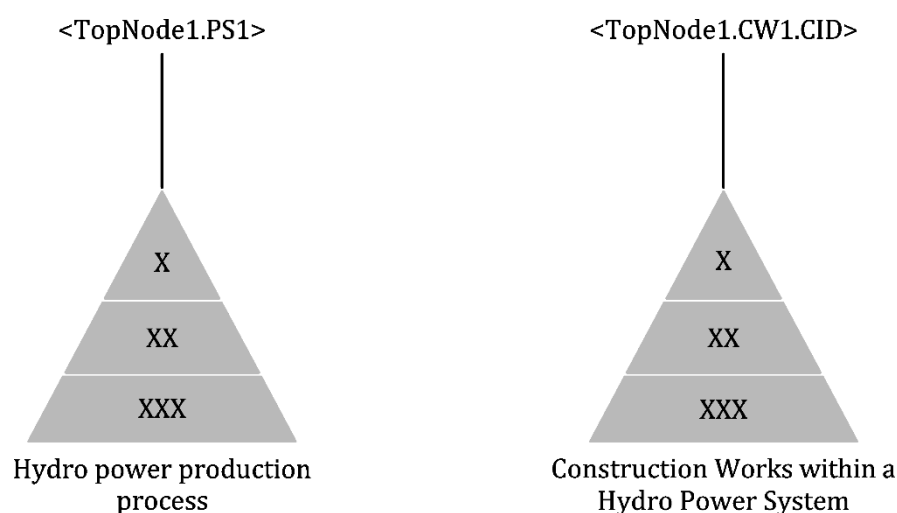 <TopNode1.PS1>
X
XX
XXX
Hydro power production
process
<TopNode1.CW1.CID>
X
XX
XXX
Construction Works within a
Hydro Power System